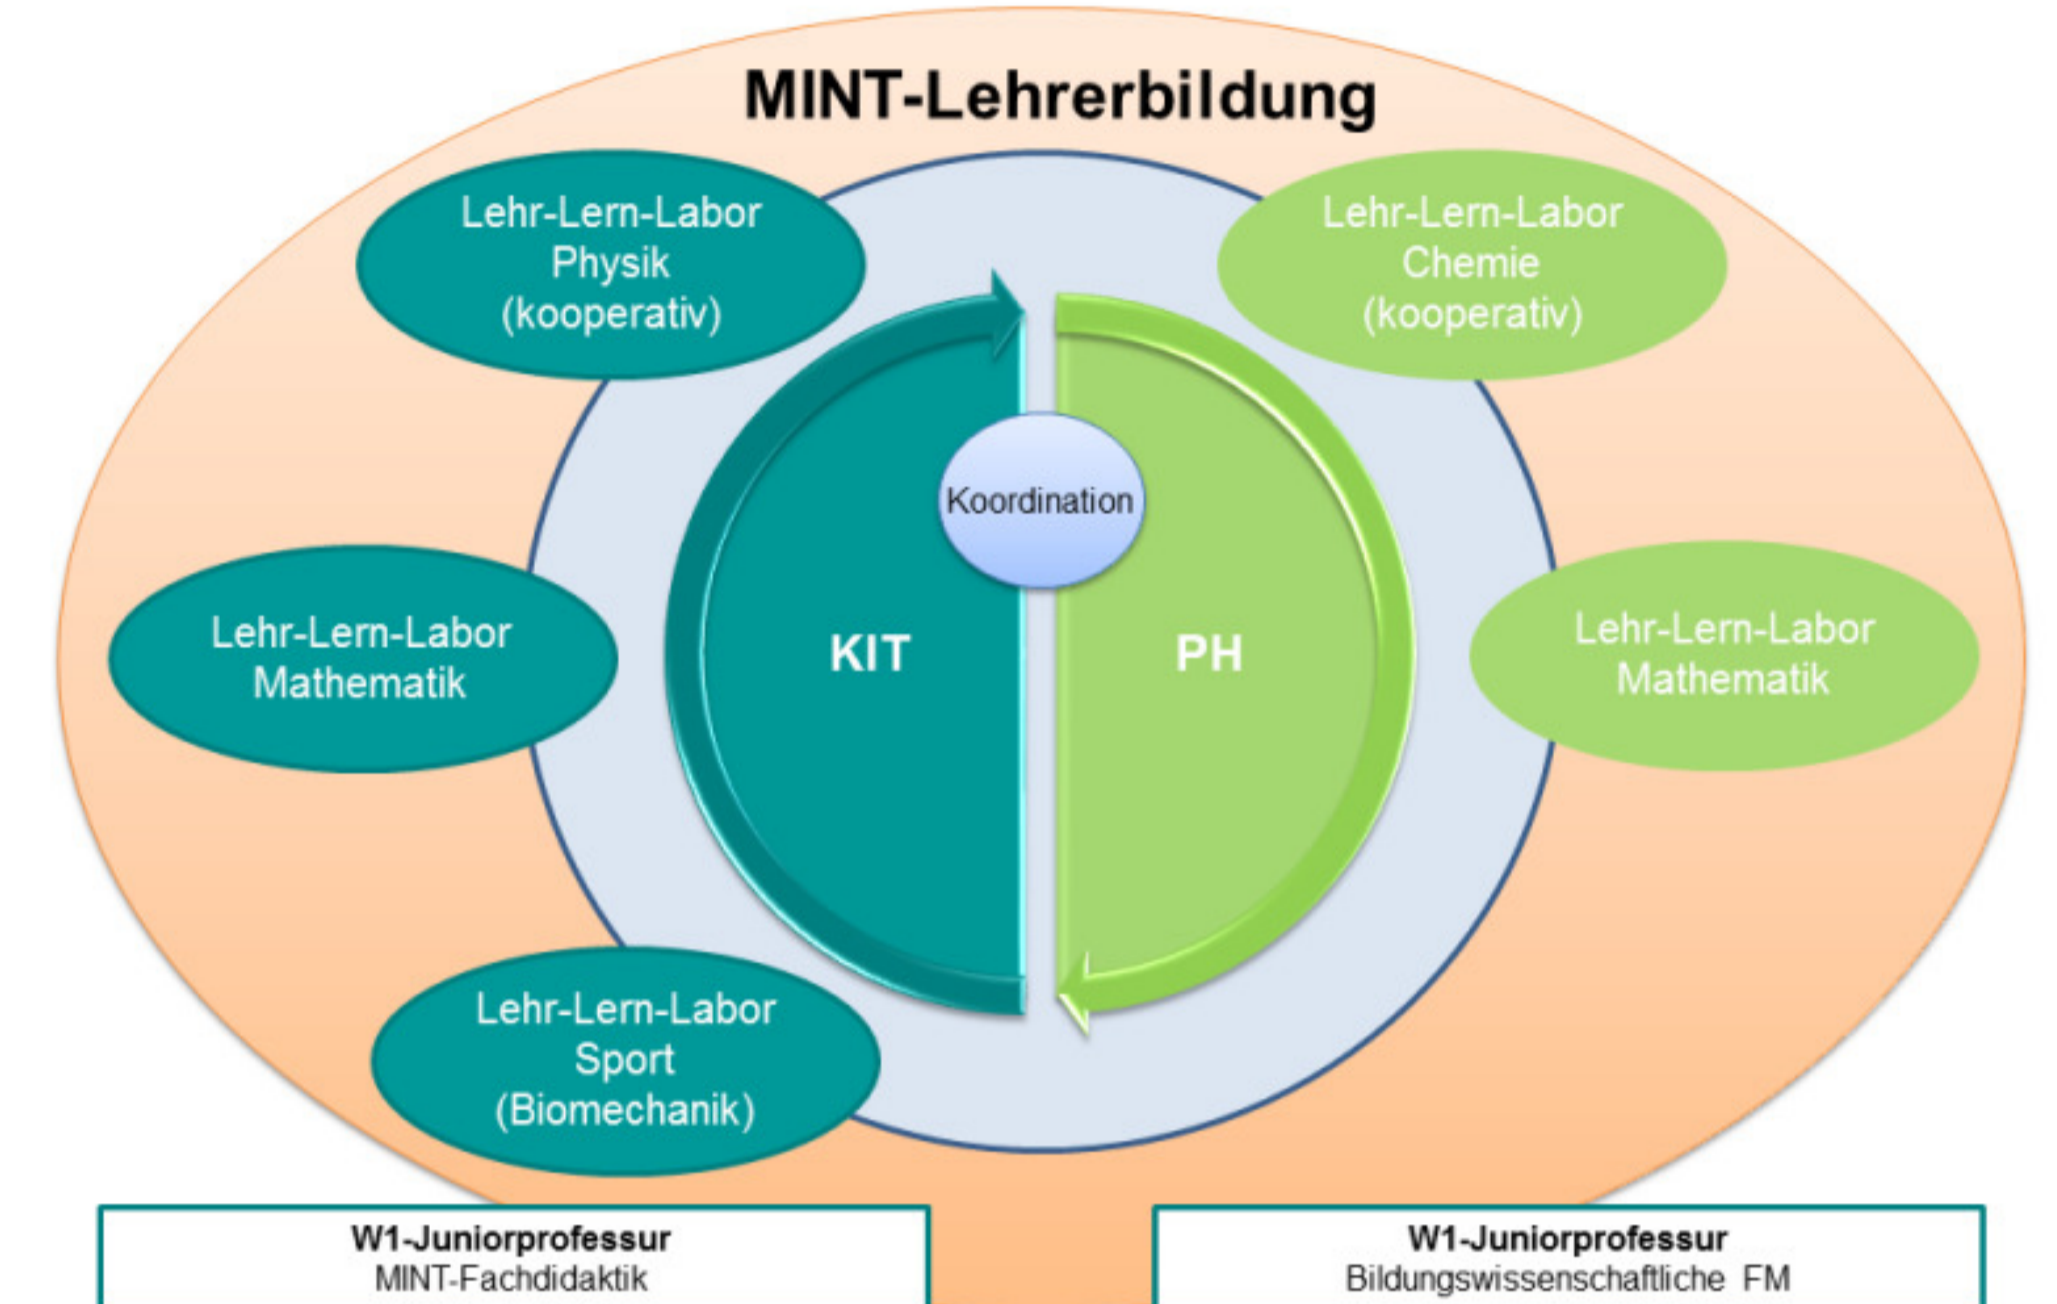 MINT-Lehrerbildung
Lehr-Lern-Labor
Physik
(kooperativ)
Lehr-Lern-Labor
Chemie
(kooperativ)
Koordination
Lehr-Lern-Labor
Mathematik
KIT
PH
Lehr-Lern-Labor
Mathematik
Lehr-Lern-Labor
Sport
(Biomechanik)
W1-Juniorprofessur
MINT-Fachdidaktik
W1-Juniorprofessur
Bildungswissenschaftliche FM